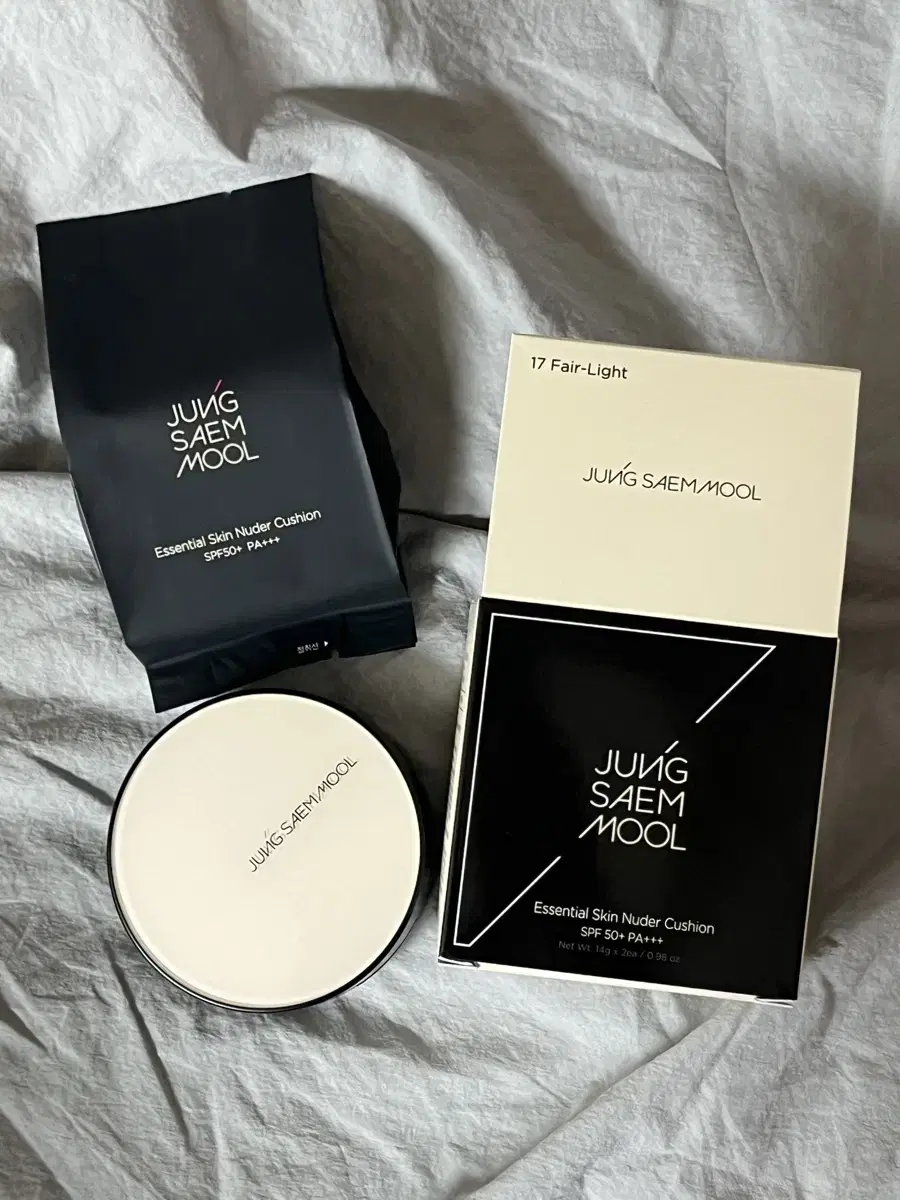 JUNG
SAEM
MOOL
Essential Skin Nuder Cushion
SPF50+ PA+++
절취선
JUNG SAEMMOOL
17 Fair-Light
JUNG SAEMMOOL
JUNG
SAEM
MOOL
Essential Skin Nuder Cushion
SPF 50+ PA+++
Net Wt. 14g x 2ea / 0.98 oz